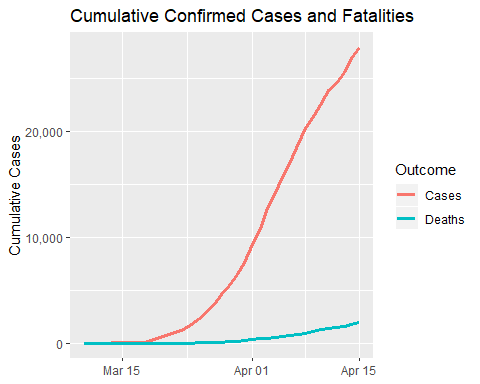 Cumulative Confirmed Cases and Fatalities
Cumulative Cases
20,000
10,000
0
Mar 15
Apr 01
Apr 15
Outcome
Cases
Deaths